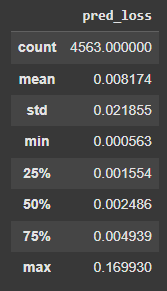 pred_loss
count 4563.000000
mean 0.008174
std 0.021855
min 0.000563
25% 0.001554
50% 0.002486
75% 0.004939
max 0.169930